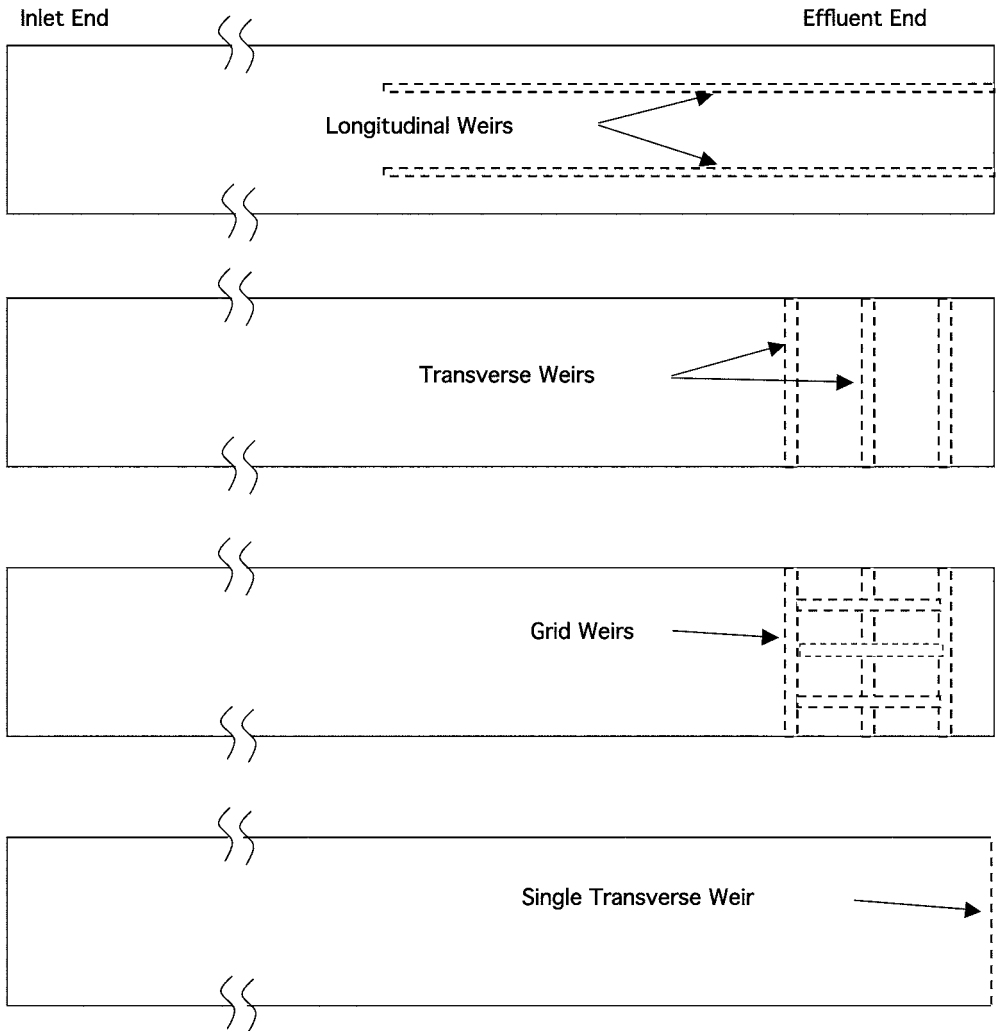 Inlet End
Effluent End
Longitudinal Weirs
Transverse Weirs
Grid Weirs
Single Transverse Weir